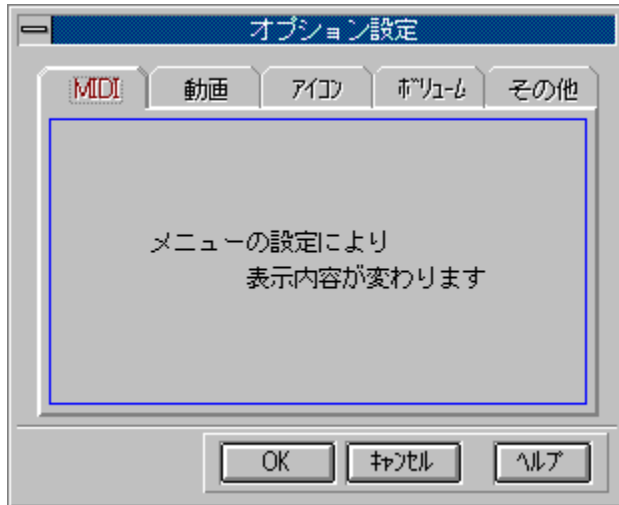 オプション設定
MIDI 動画 ｱｲｺﾝ ﾎﾞﾘｭｰﾑ その他
メニューの設定により
表示内容が変わります
OK ｷｬﾝｾﾙ ﾍﾙﾌﾟ